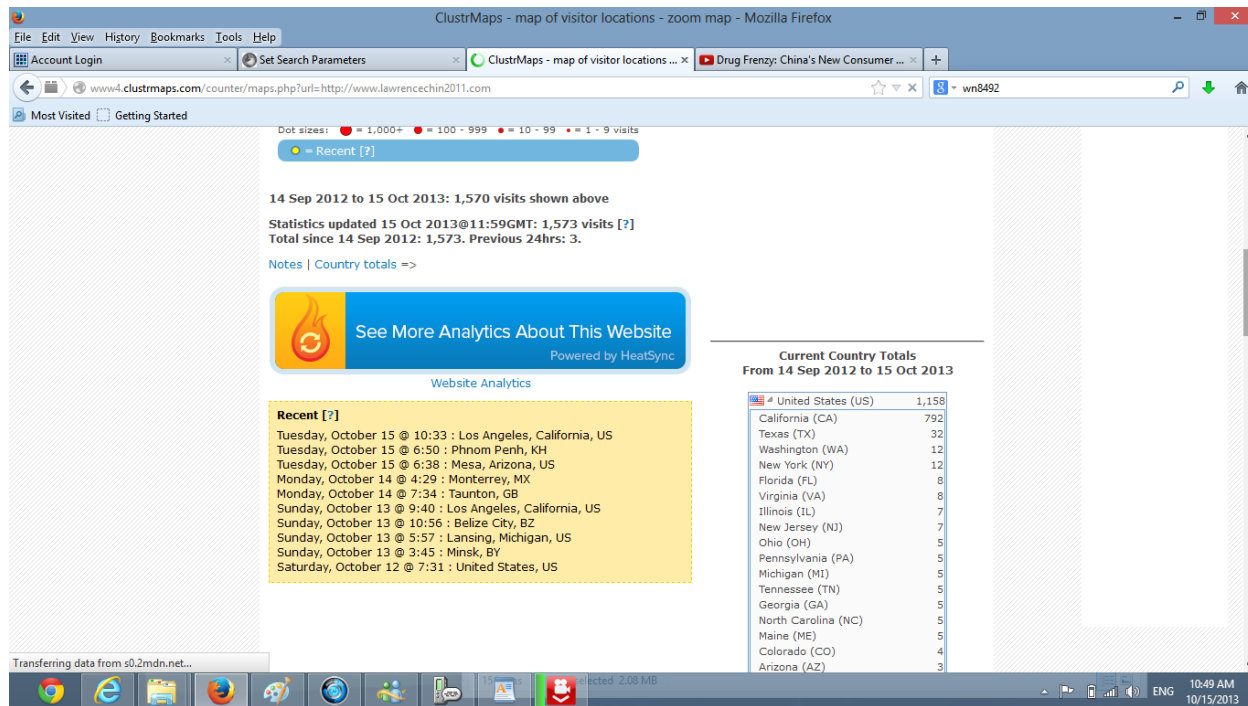 ClustrMaps - map of visitor locations - zoom map - Mozilla Firefox
File Edit View History Bookmarks Tools Help
Account Login
Set Search Parameters
ClustrMaps - map of visitor locations ...
Drug Frenzy: China's New Consumer ...
www4.clustrmaps.com/counter/maps.php?url=http://www.lawrencechin2011.com
wn8492
Most Visited Getting Started
Dot sizes: = 1,000+ = 100 - 999 = 10 - 99 = 1 - 9 visits
= Recent [?]
14 Sep 2012 to 15 Oct 2013: 1,570 visits shown above
Statistics updated 15 Oct 2013@11:59GMT: 1,573 visits [?]
Total since 14 Sep 2012: 1,573. Previous 24hrs: 3.
Notes | Country totals =>
See More Analytics About This Website
Powered by HeatSync
Website Analytics
Recent [?]
Tuesday, October 15 @ 10:33 : Los Angeles, California, US
Tuesday, October 15 @ 6:50 : Phnom Penh, KH
Tuesday, October 15 @ 6:38 : Mesa, Arizona, US
Monday, October 14 @ 4:29 : Monterrey, MX
Monday, October 14 @ 7:34 : Taunton, GB
Sunday, October 13 @ 9:40 : Los Angeles, California, US
Sunday, October 13 @ 10:56 : Belize City, BZ
Sunday, October 13 @ 5:57 : Lansing, Michigan, US
Sunday, October 13 @ 3:45 : Minsk, BY
Saturday, October 12 @ 7:31 : United States, US
Current Country Totals
From 14 Sep 2012 to 15 Oct 2013
United States (US) 1,158
California (CA) 792
Texas (TX) 32
Washington (WA) 12
New York (NY) 12
Florida (FL) 8
Virginia (VA) 8
Illinois (IL) 7
New Jersey (NJ) 7
Ohio (OH) 5
Pennsylvania (PA) 5
Michigan (MI) 5
Tennessee (TN) 5
Georgia (GA) 5
North Carolina (NC) 5
Maine (ME) 5
Colorado (CO) 4
Arizona (AZ) 3
Transferring data from s0.2mdn.net...
selected 2.08 MB
ENG
10:49 AM
10/15/2013